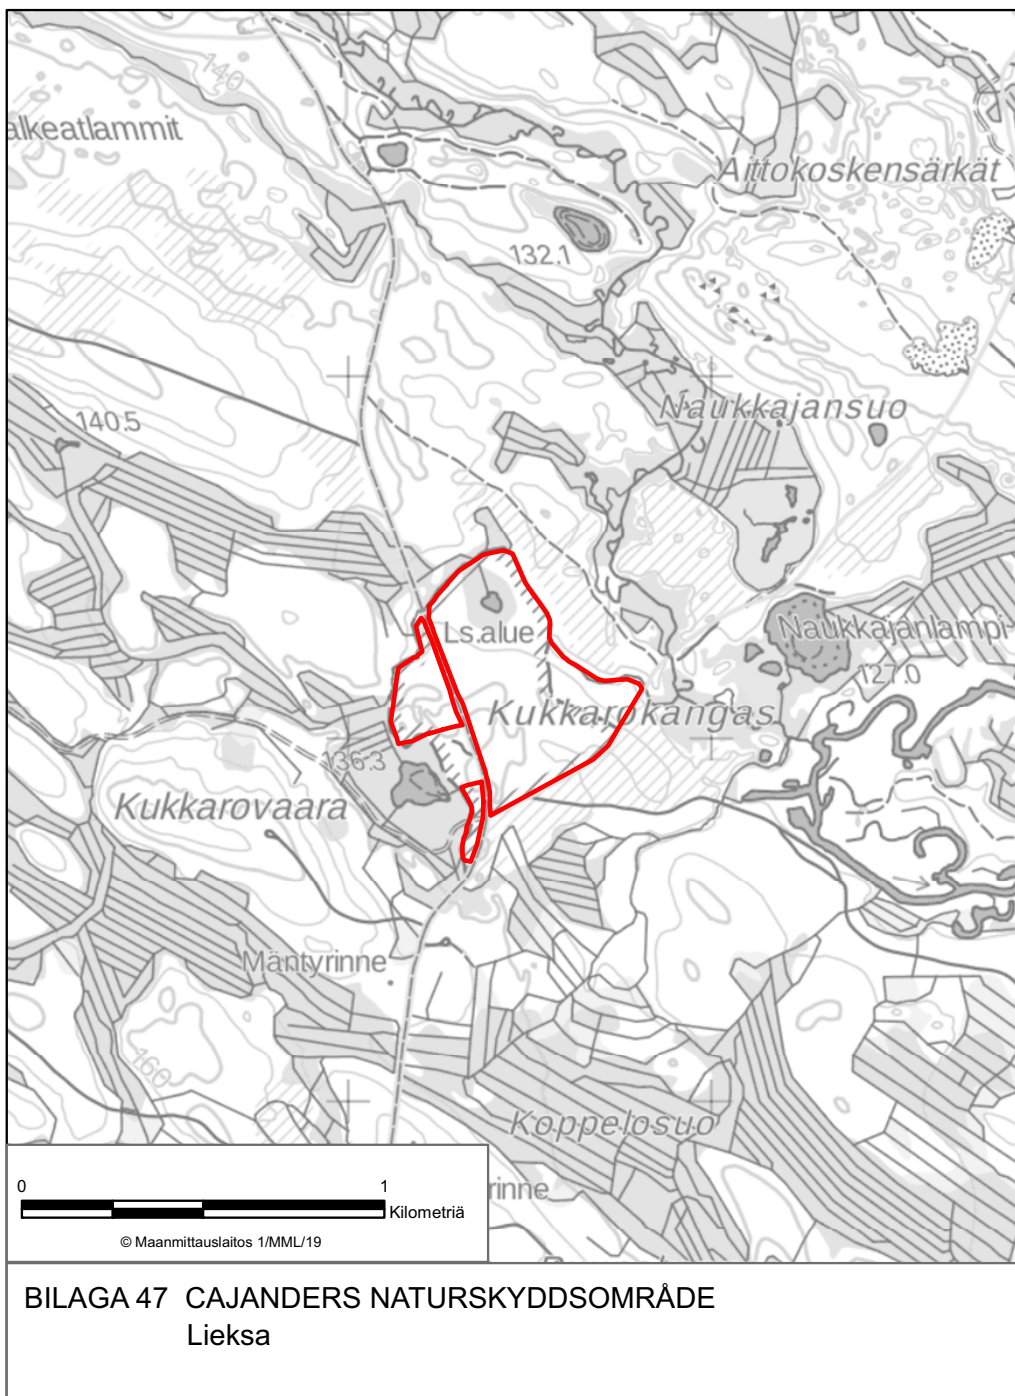 140
alkeatlammit
Aittokoskensärkät
132.1
Naukkajansuo
140.5
Ls.alue
Naukkajanlampi
127.0
Kukkarokangas
136.3
Kukkarovaara
Mäntyrinne
160
Koppelosuo
rinne
0 1
Kilometriä
© Maanmittauslaitos 1/MML/19
BILAGA 47 CAJANDERS NATURSKYDDSOMRÅDE
Lieksa